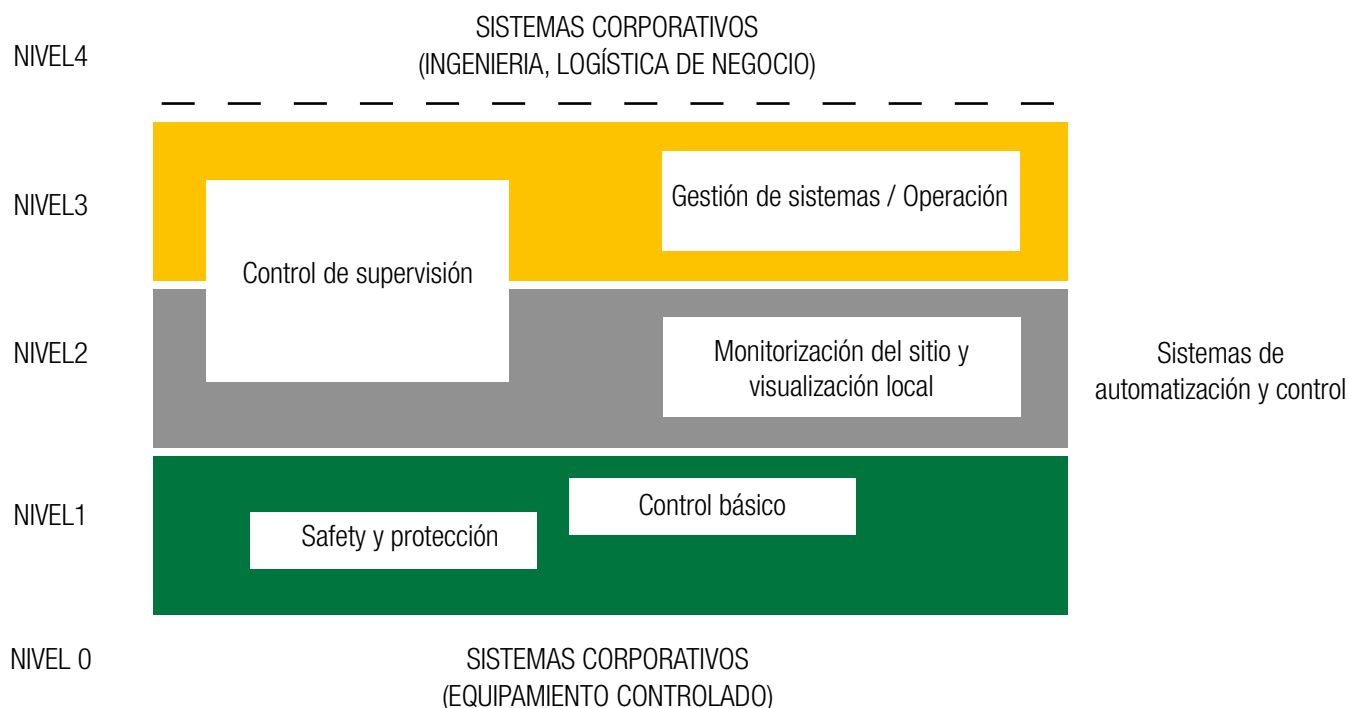 NIVEL4
SISTEMAS CORPORATIVOS
(INGENIERIA, LOGÍSTICA DE NEGOCIO)
NIVEL3
Gestión de sistemas / Operación
Control de supervisión
NIVEL2
Monitorización del sitio y
visualización local
Sistemas de
automatización y control
NIVEL1
Control básico
Safety y protección
NIVEL 0
SISTEMAS CORPORATIVOS
(EQUIPAMIENTO CONTROLADO)